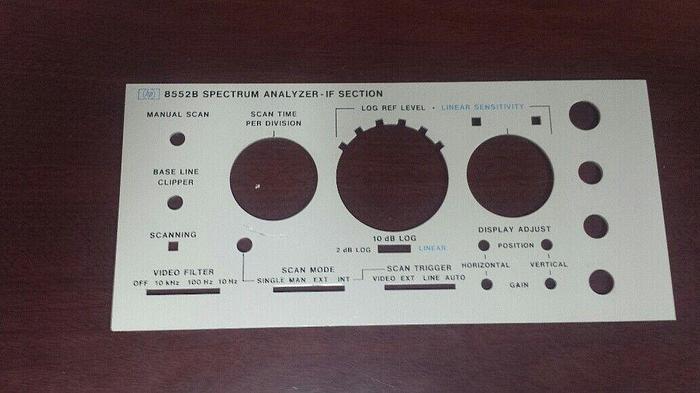 hp 8552B SPECTRUM ANALYZER - IF SECTION
MANUAL SCAN
SCAN TIME
PER DIVISION
LOG REF LEVEL • LINEAR SENSITIVITY
BASE LINE
CLIPPER
SCANNING
DISPLAY ADJUST
10 dB LOG
2 dB LOG LINEAR
POSITION
HORIZONTAL VERTICAL
GAIN
VIDEO FILTER
OFF 10 kHz 100 Hz 10 Hz
SCAN MODE
SINGLE MAN EXT INT
SCAN TRIGGER
VIDEO EXT LINE AUTO